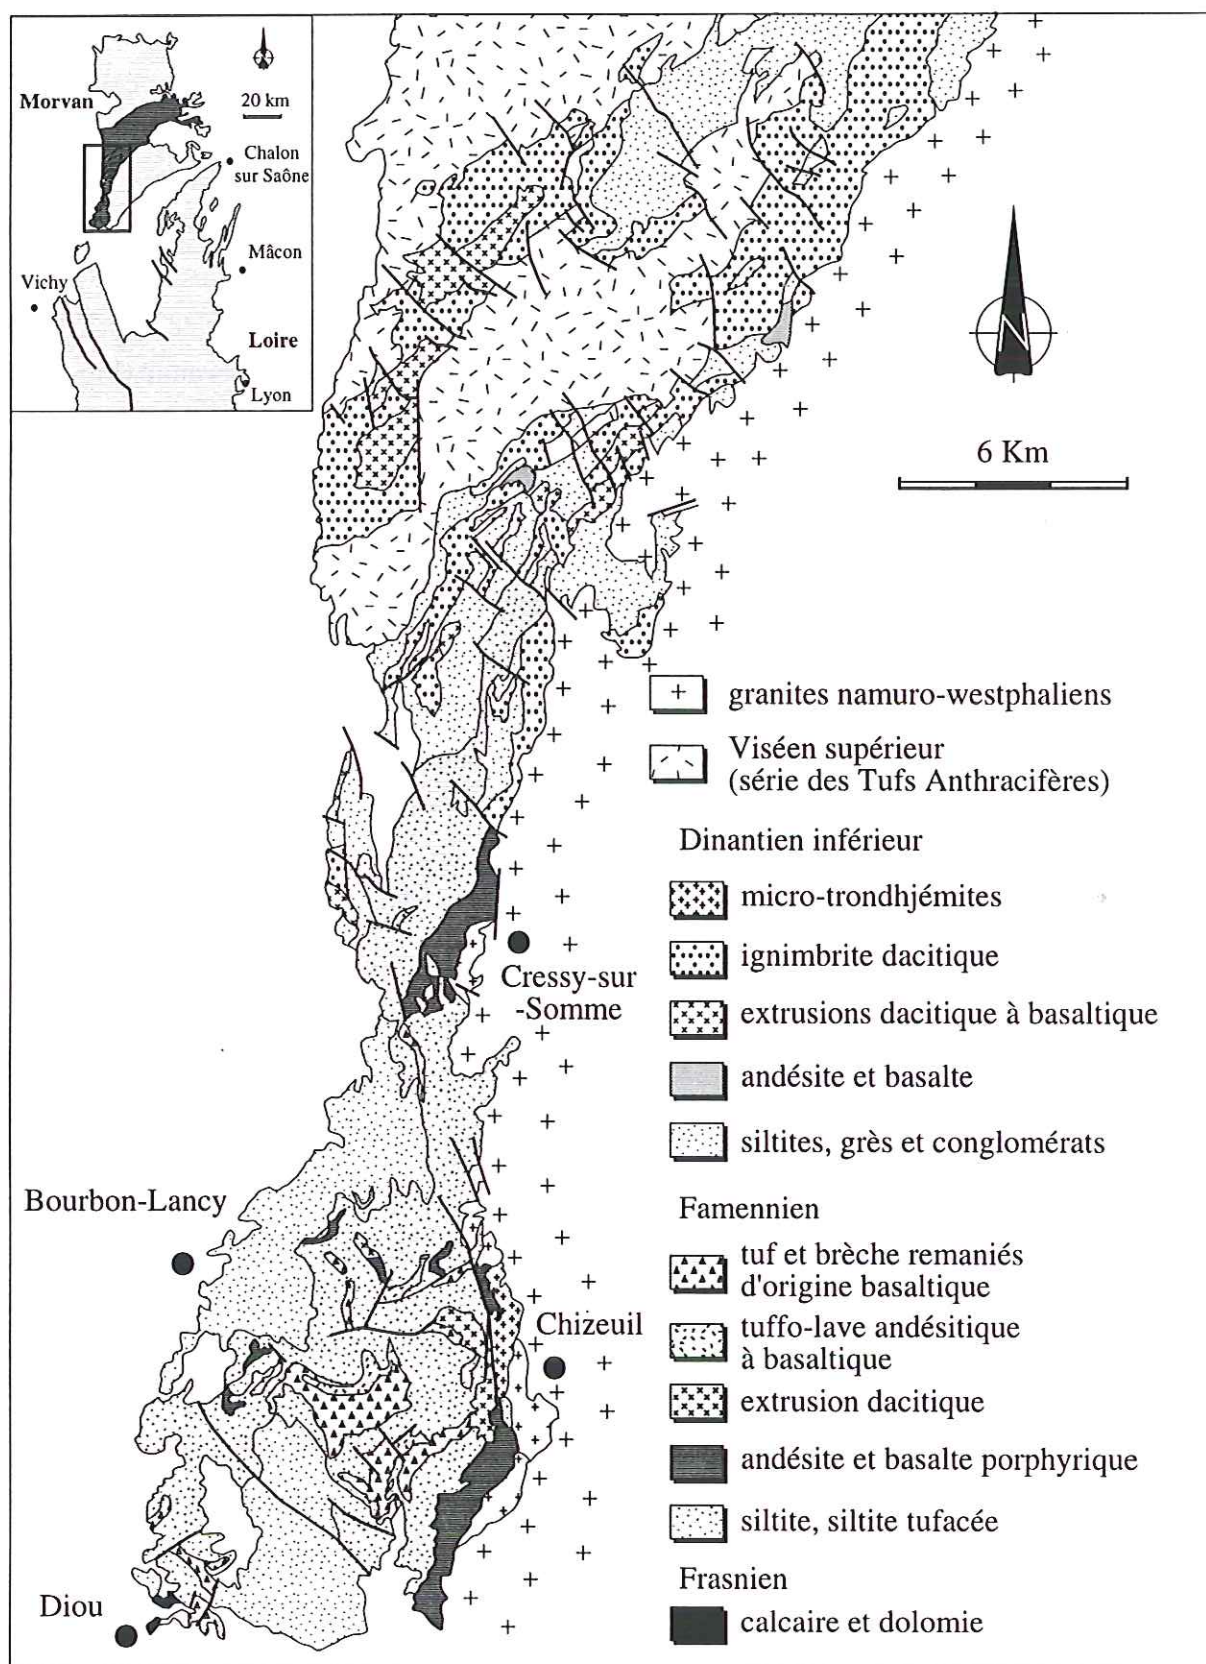 Morvan
20 km
Chalon
sur Saône
Mâcon
Vichy
Loire
Lyon
N
6 Km
granites namuro-westphaliens
Viséen supérieur
(série des Tufs Anthracifères)
Dinantien inférieur
micro-trondhjémites
ignimbrite dacitique
extrusions dacitique à basaltique
andésite et basalte
siltites, grès et conglomérats
Famennien
tuf et brèche remaniés
d'origine basaltique
tuffo-lave andésitique
à basaltique
extrusion dacitique
andésite et basalte porphyrique
siltite, siltite tufacée
Frasnien
calcaire et dolomie
Cressy-sur
-Somme
Bourbon-Lancy
Chizeuil
Diou